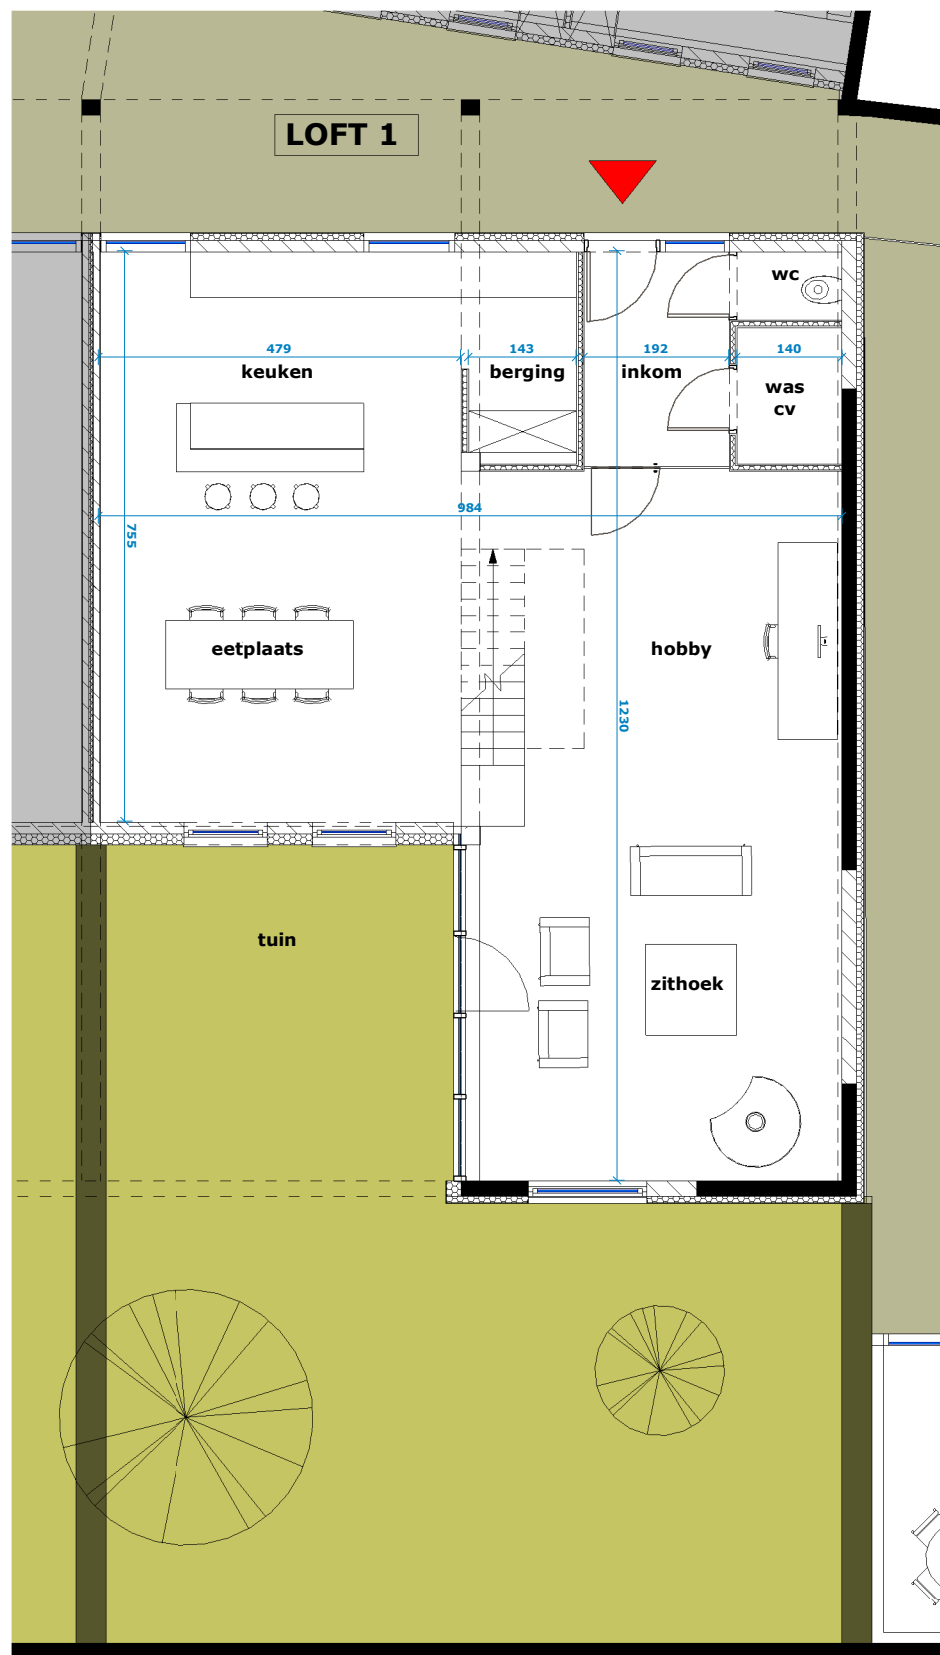 LOFT 1
wc
479
143
192
140
keuken
berging
inkom
was
cv
984
755
eetplaats
hobby
1230
tuin
zithoek